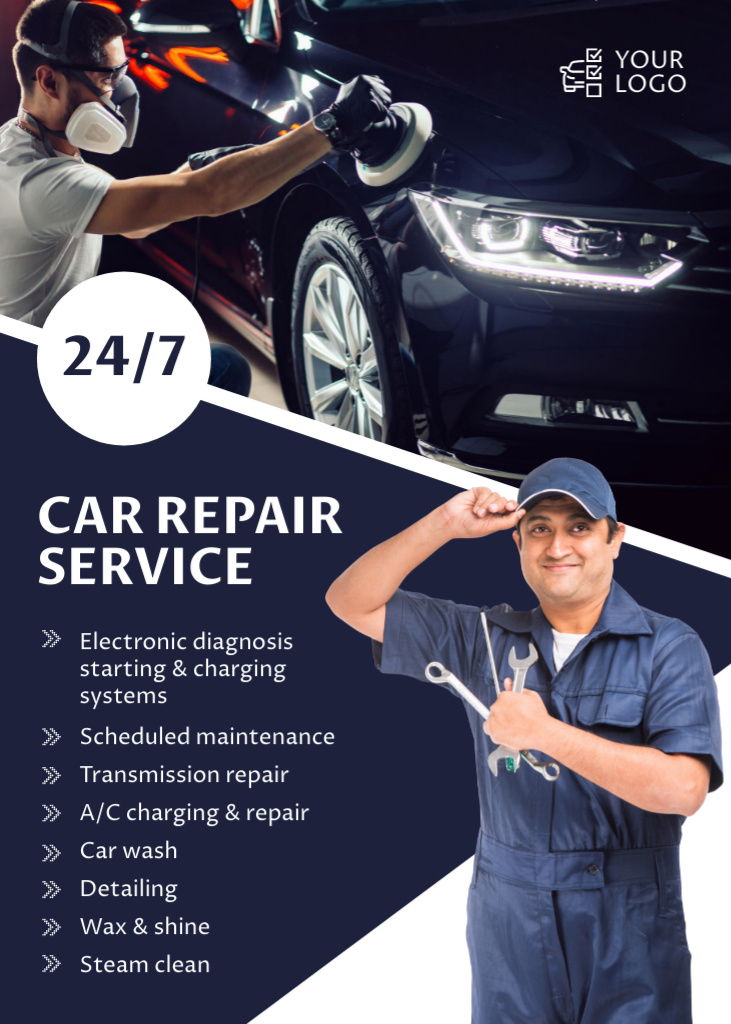 YOUR
LOGO
24/7
CAR REPAIR
SERVICE
Electronic diagnosis
starting & charging
systems
Scheduled maintenance
Transmission repair
A/C charging & repair
Car wash
Detailing
Wax & shine
Steam clean